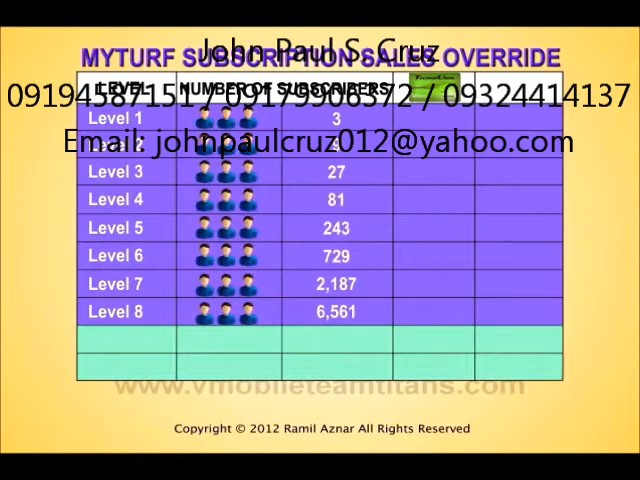 MYTURF SUBSCRIPTION SALES OVERRIDE
John Paul S. Cruz
LEVEL NUMBER OF SUBSCRIBERS
09194587151 / 09179906372 / 09324414137
Level 1 3
Email: johnpaulcruz012@yahoo.com
Level 2
Level 3 27
Level 4 81
Level 5 243
Level 6 729
Level 7 2,187
Level 8 6,561
www.vmobileteamtitans.com
Copyright © 2012 Ramil Aznar All Rights Reserved